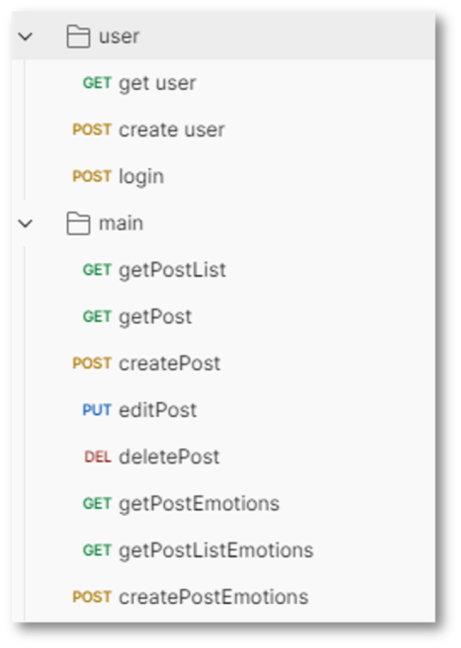 user
GET get user
POST create user
POST login
main
GET getPostList
GET getPost
POST createPost
PUT editPost
DEL deletePost
GET getPostEmotions
GET getPostListEmotions
POST createPostEmotions